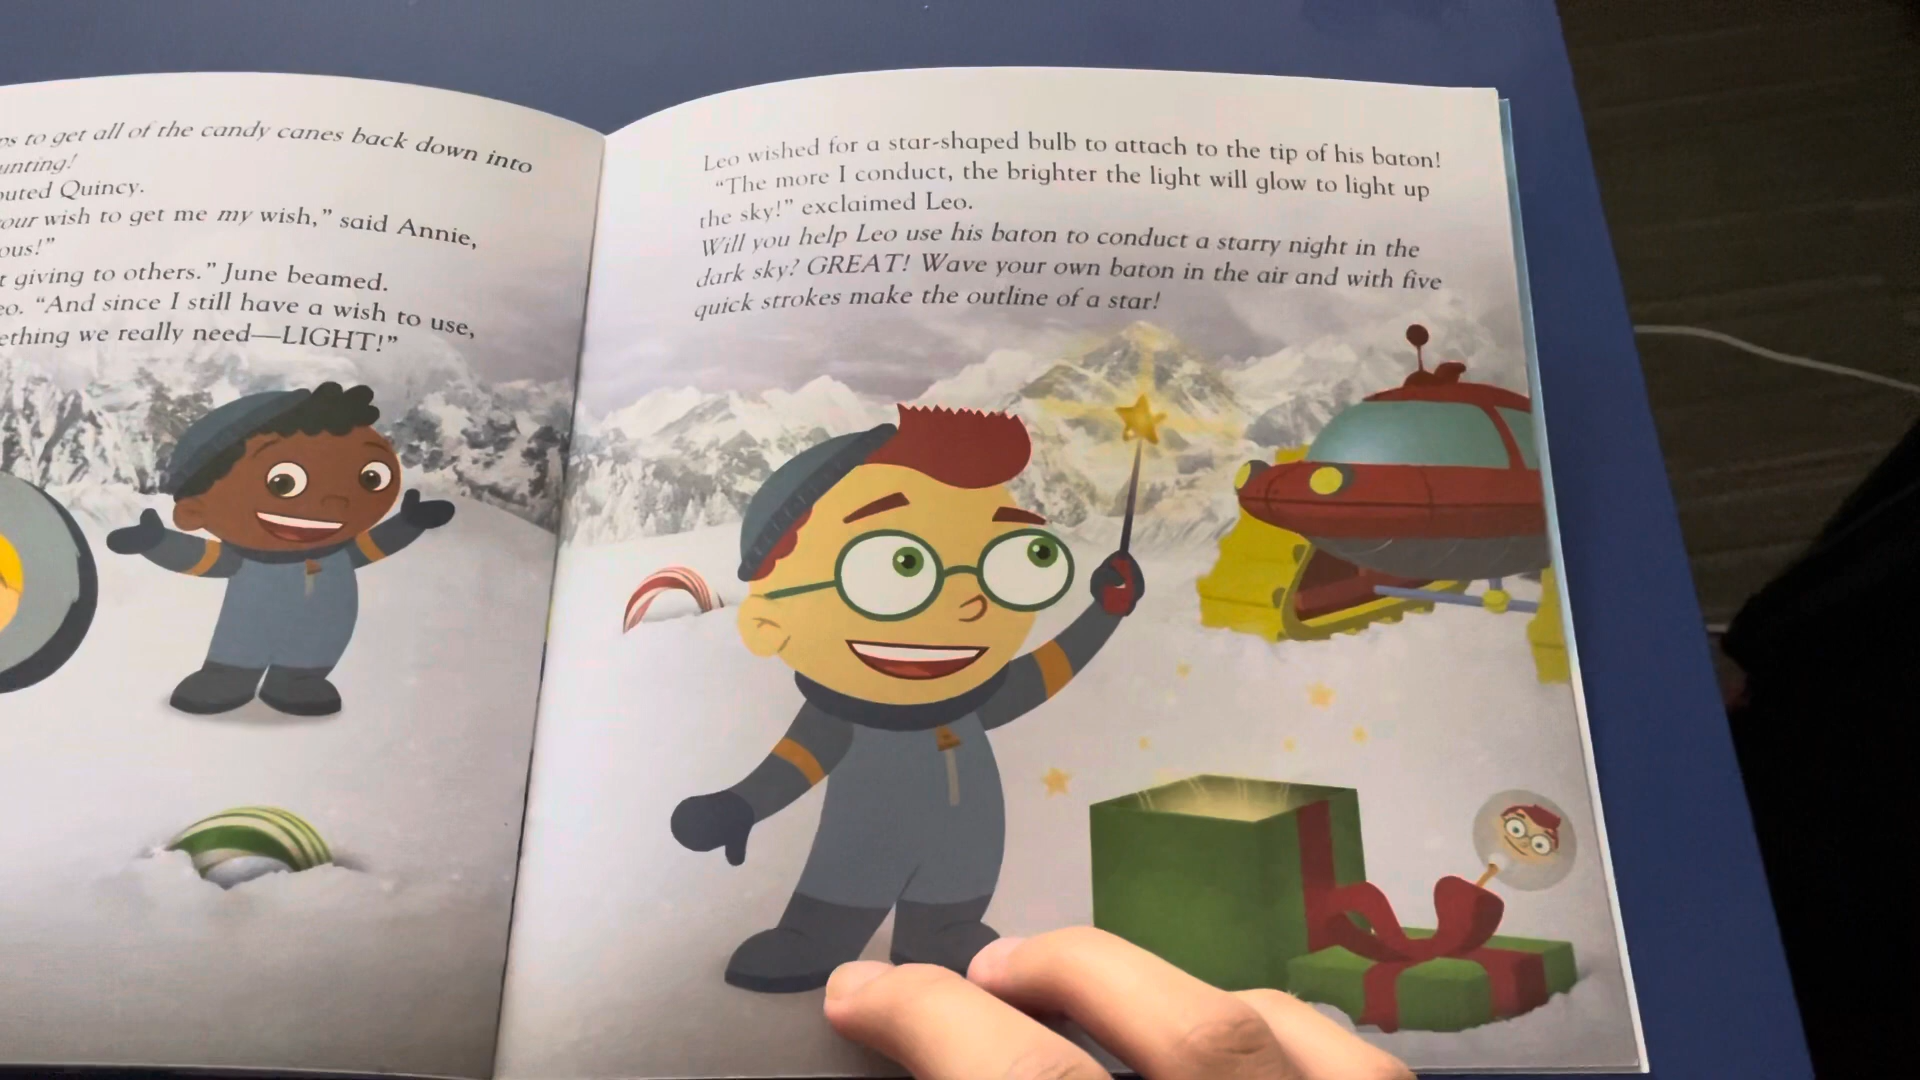 to get all of the candy canes back down into
outed Quincy.
your wish to get me my wish,” said Annie,
giving to others.” June beamed.
“And since I still have a wish to use,
we really need—LIGHT!”
Leo wished for a star-shaped bulb to attach to the tip of his baton!
“The more I conduct, the brighter the light will glow to light up
the sky!” exclaimed Leo.
Will you help Leo use his baton to conduct a starry night in the
dark sky? GREAT! Wave your own baton in the air and with five
quick strokes make the outline of a star!